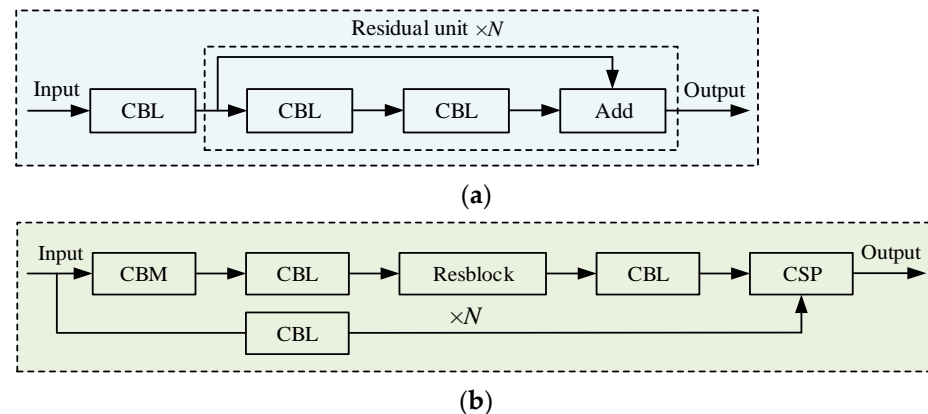 Residual unit ×N
Input
CBL
CBL
CBL
Add
Output
(a)
Input
CBM
CBL
Resblock
CBL
CSP
Output
×N
CBL
(b)